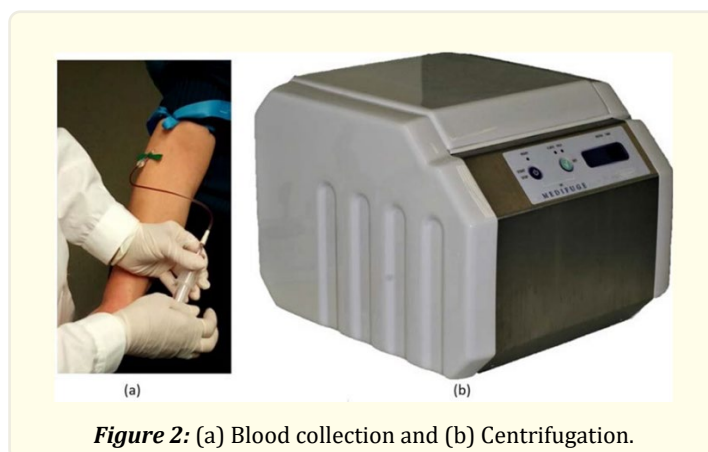 MEDIFUGE
(a)
(b)
Figure 2: (a) Blood collection and (b) Centrifugation.